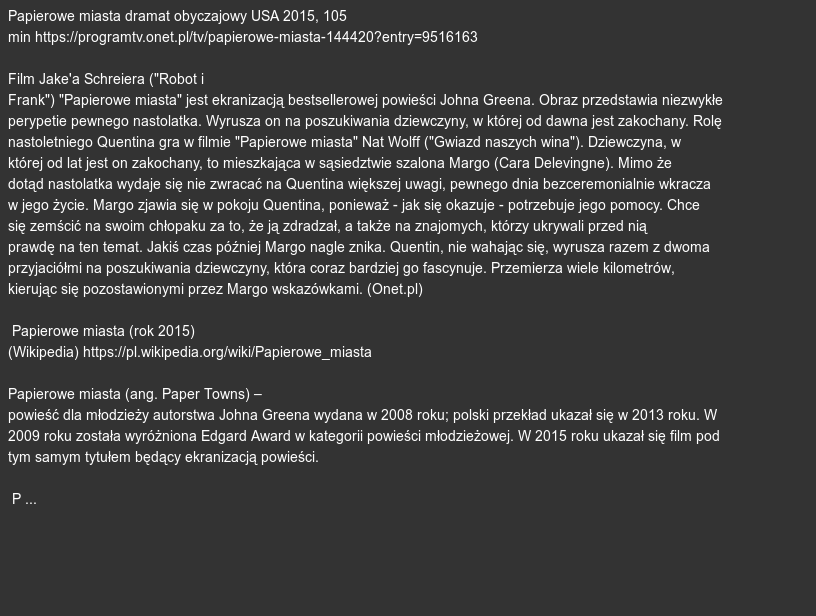 Papierowe miasta dramat obyczajowy USA 2015, 105
min https://programtv.onet.pl/tv/papierowe-miasta-144420?entry=9516163
Film Jake'a Schreiera ("Robot i
Frank") "Papierowe miasta" jest ekranizacją bestsellerowej powieści Johna Greena. Obraz przedstawia niezwykłe
perypetie pewnego nastolatka. Wyrusza on na poszukiwania dziewczyny, w której od dawna jest zakochany. Rolę
nastoletniego Quentina gra w filmie "Papierowe miasta" Nat Wolff ("Gwiazd naszych wina"). Dziewczyna, w
której od lat jest on zakochany, to mieszkająca w sąsiedztwie szalona Margo (Cara Delevingne). Mimo że
dotąd nastolatka wydaje się nie zwracać na Quentina większej uwagi, pewnego dnia bezceremonialnie wkracza
w jego życie. Margo zjawia się w pokoju Quentina, ponieważ - jak się okazuje - potrzebuje jego pomocy. Chce
się zemścić na swoim chłopaku za to, że ją zdradzał, a także na znajomych, którzy ukrywali przed nią
prawdę na ten temat. Jakiś czas później Margo nagle znika. Quentin, nie wahając się, wyrusza razem z dwoma
przyjaciółmi na poszukiwania dziewczyny, która coraz bardziej go fascynuje. Przemierza wiele kilometrów,
kierując się pozostawionymi przez Margo wskazówkami. (Onet.pl)
Papierowe miasta (rok 2015)
(Wikipedia) https://pl.wikipedia.org/wiki/Papierowe_miasta
Papierowe miasta (ang. Paper Towns) –
powieść dla młodzieży autorstwa Johna Greena wydana w 2008 roku; polski przekład ukazał się w 2013 roku. W
2009 roku została wyróżniona Edgard Award w kategorii powieści młodzieżowej. W 2015 roku ukazał się film pod
tym samym tytułem będący ekranizacją powieści.
P ...